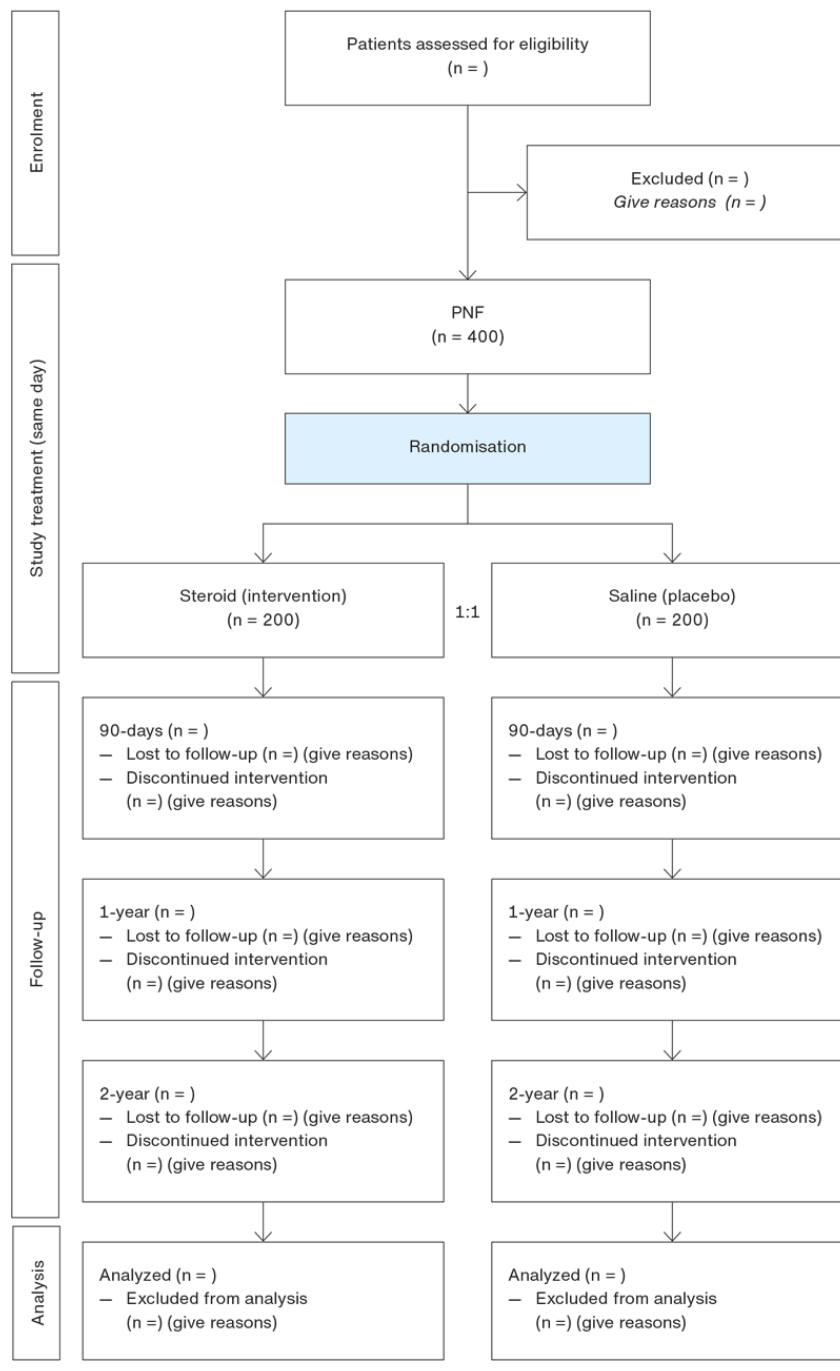 Enrolment
Patients assessed for eligibility
(n = )
Excluded (n = )
Give reasons (n = )
Study treatment (same day)
PNF
(n = 400)
Randomisation
Steroid (intervention)
(n = 200)
1:1
Saline (placebo)
(n = 200)
Follow-up
90-days (n = )
— Lost to follow-up (n =) (give reasons)
— Discontinued intervention
(n =) (give reasons)
90-days (n = )
— Lost to follow-up (n =) (give reasons)
— Discontinued intervention
(n =) (give reasons)
1-year (n = )
— Lost to follow-up (n =) (give reasons)
— Discontinued intervention
(n =) (give reasons)
1-year (n = )
— Lost to follow-up (n =) (give reasons)
— Discontinued intervention
(n =) (give reasons)
2-year (n = )
— Lost to follow-up (n =) (give reasons)
— Discontinued intervention
(n =) (give reasons)
2-year (n = )
— Lost to follow-up (n =) (give reasons)
— Discontinued intervention
(n =) (give reasons)
Analysis
Analyzed (n = )
— Excluded from analysis
(n =) (give reasons)
Analyzed (n = )
— Excluded from analysis
(n =) (give reasons)